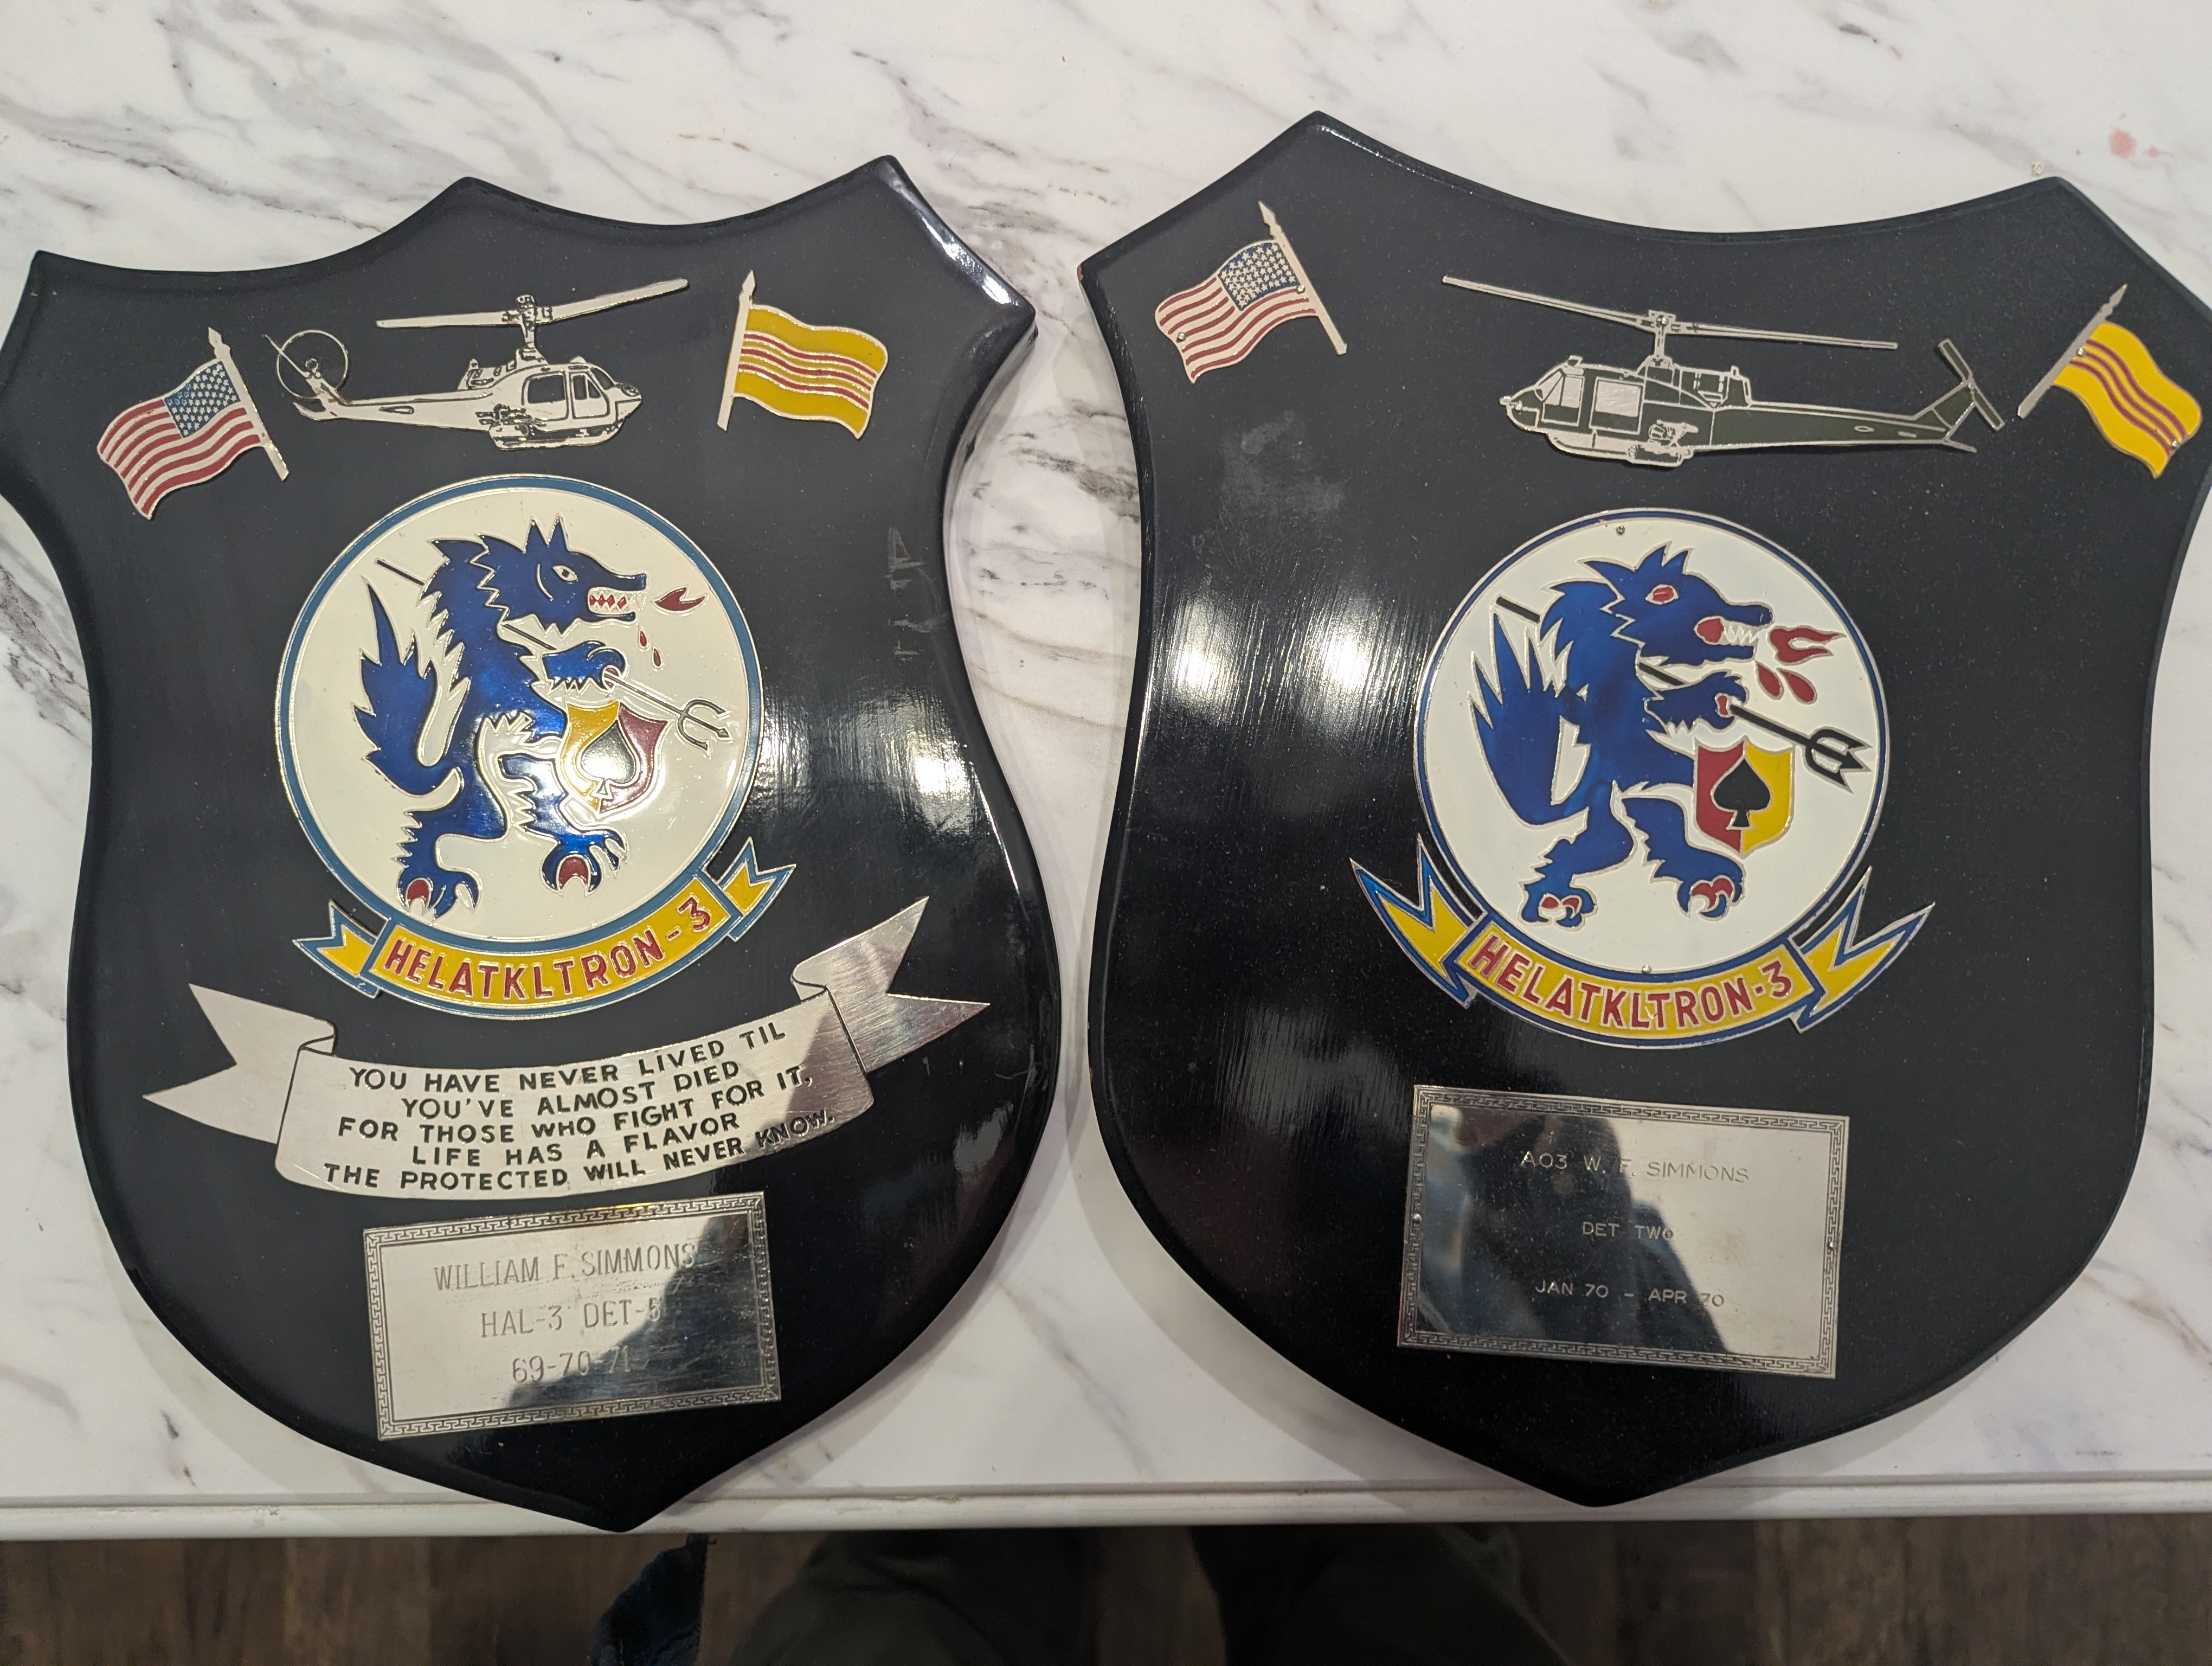 HELATKLTRON-3
YOU HAVE NEVER LIVED TIL
YOU'VE ALMOST DIED
FOR THOSE WHO FIGHT FOR IT,
LIFE HAS A FLAVOR
THE PROTECTED WILL NEVER KNOW.
WILLIAM F. SIMMONS
HAL-3 DET-5
69-70-71
HELATKLTRON-3
AO3 W. F. SIMMONS
DET TWO
JAN 70 - APR 70